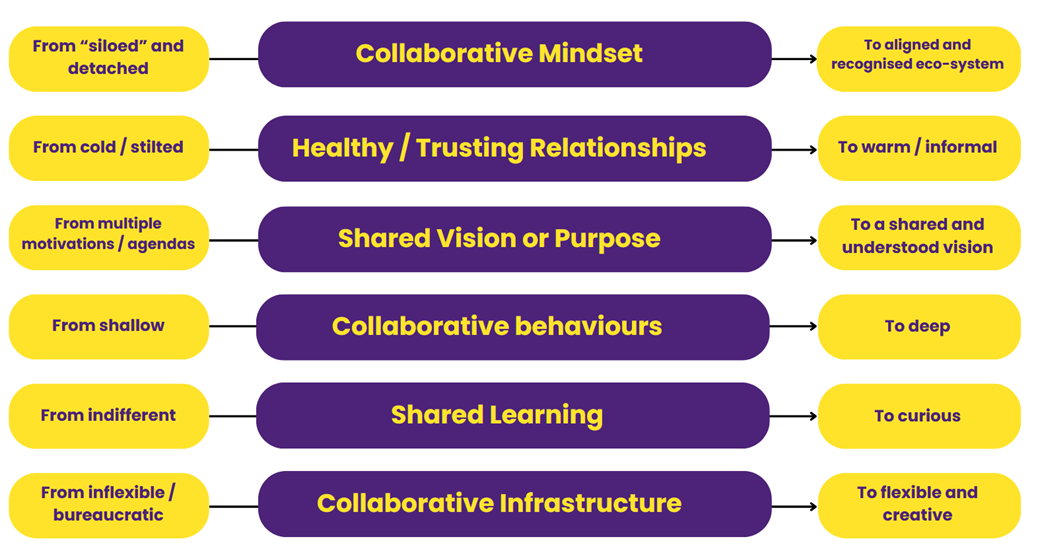 From “siloed” and
detached
Collaborative Mindset
To aligned and
recognised eco-system
From cold / stilted
Healthy / Trusting Relationships
To warm / informal
From multiple
motivations / agendas
Shared Vision or Purpose
To a shared and
understood vision
From shallow
Collaborative behaviours
To deep
From indifferent
Shared Learning
To curious
From inflexible /
bureaucratic
Collaborative Infrastructure
To flexible and
creative